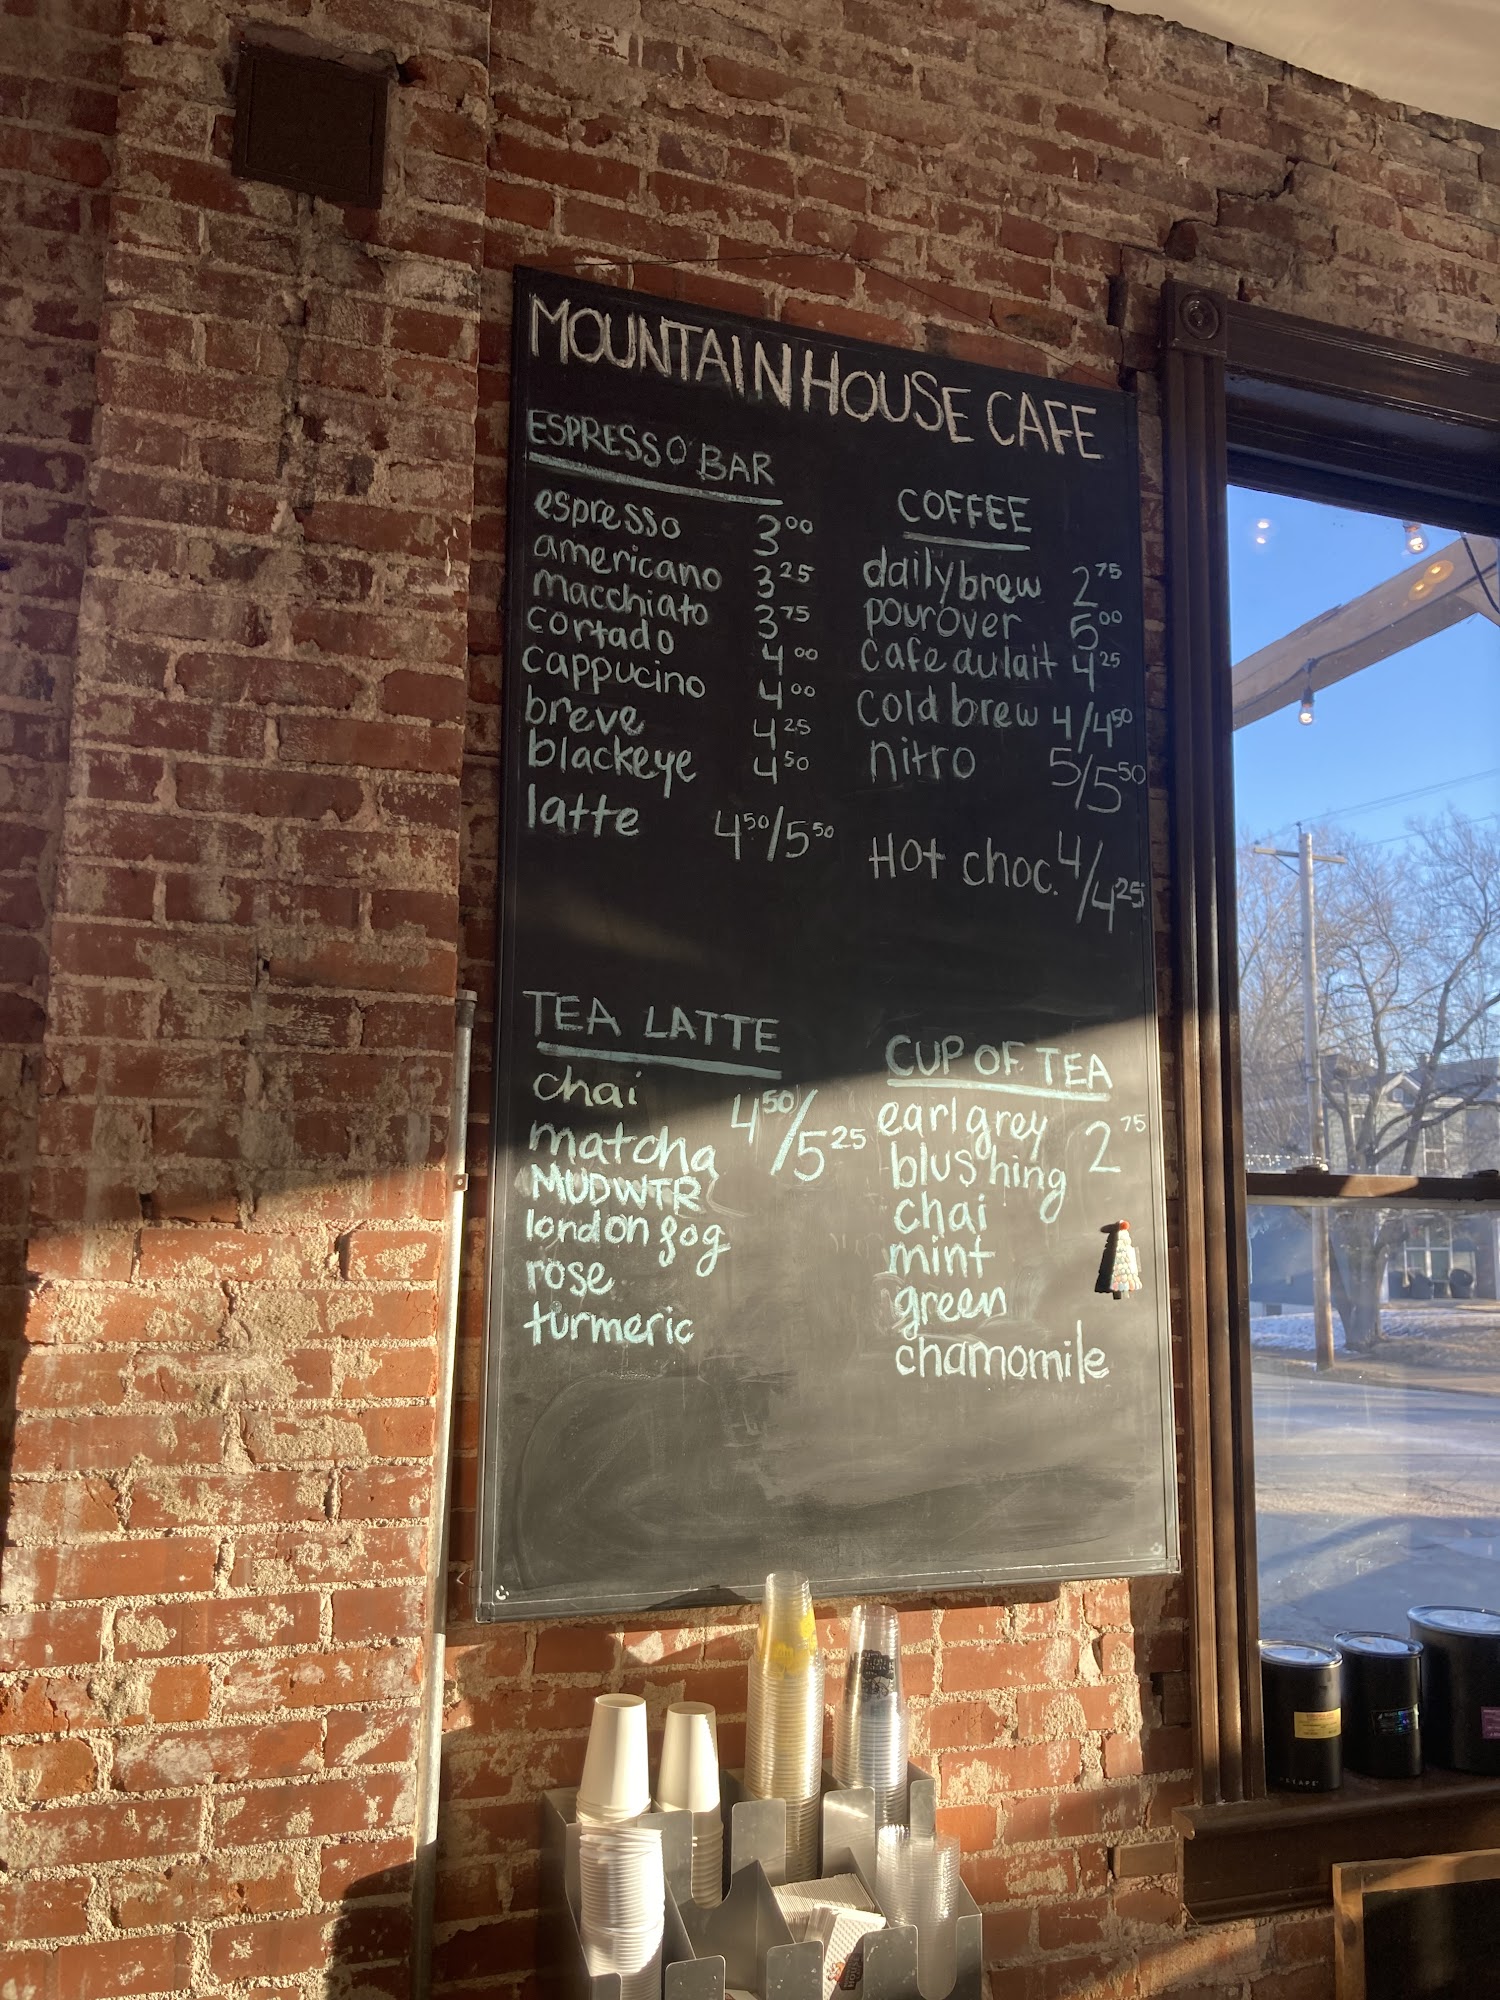 MOUNTAIN HOUSE CAFE
ESPRESSO BAR
espresso 3.00
americano 3.25
macchiato 3.75
cortado 4.00
cappucino 4.00
breve 4.25
blackeye 4.50
latte 4.50/5.50
COFFEE
daily brew 2.75
pourover 5.00
cafe au lait 4.25
cold brew 4/4.50
nitro 5/5.50
Hot choc. 4/4.25
TEA LATTE
chai 4.50/5.25
matcha
MUDWTR
london fog
rose
turmeric
CUP OF TEA
earl grey 2.75
blushing
chai
mint
green
chamomile